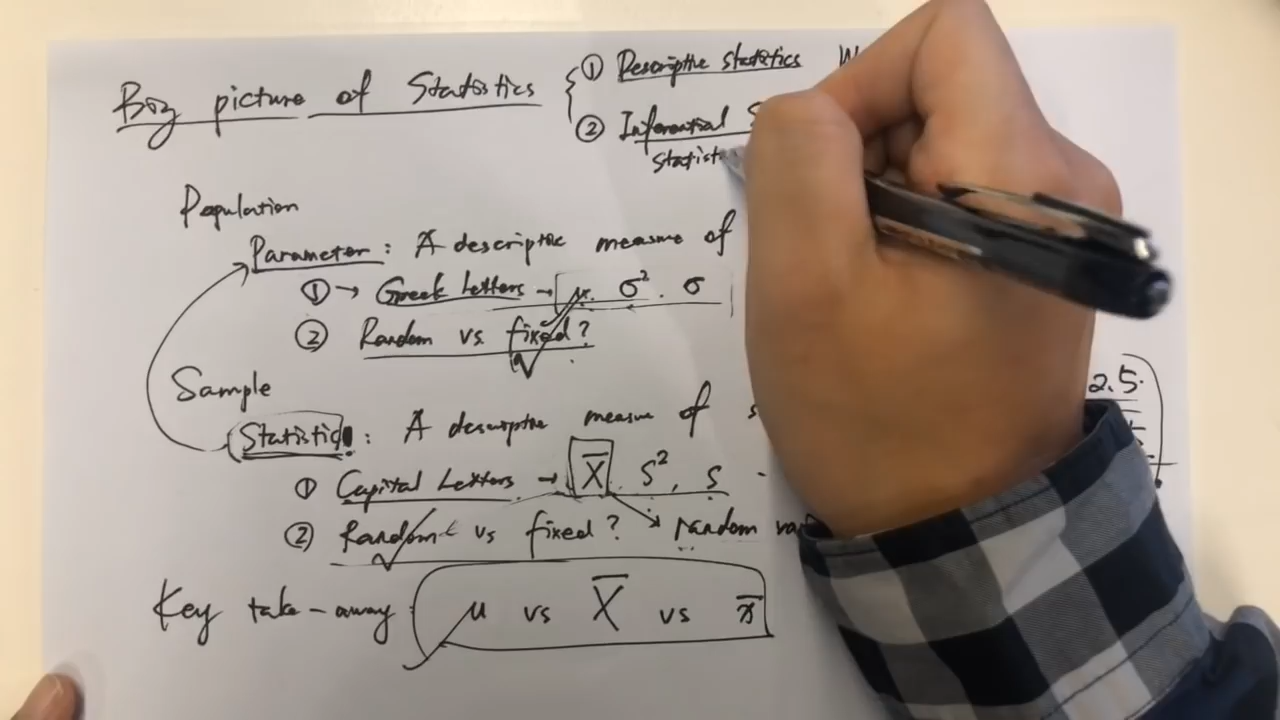 Big picture of Statistics
① Descriptive statistics
② Inferential S
Statist
Population
Parameter : A descriptive measure of
① → Greek Letters → μ, σ², σ
② Random vs fixed?
Sample
2.5.
Statistic : A descriptive measure of s
① Capital Letters → X̄, S², S
② Random vs fixed? random va
Key take-away : μ vs X̄ vs x̄